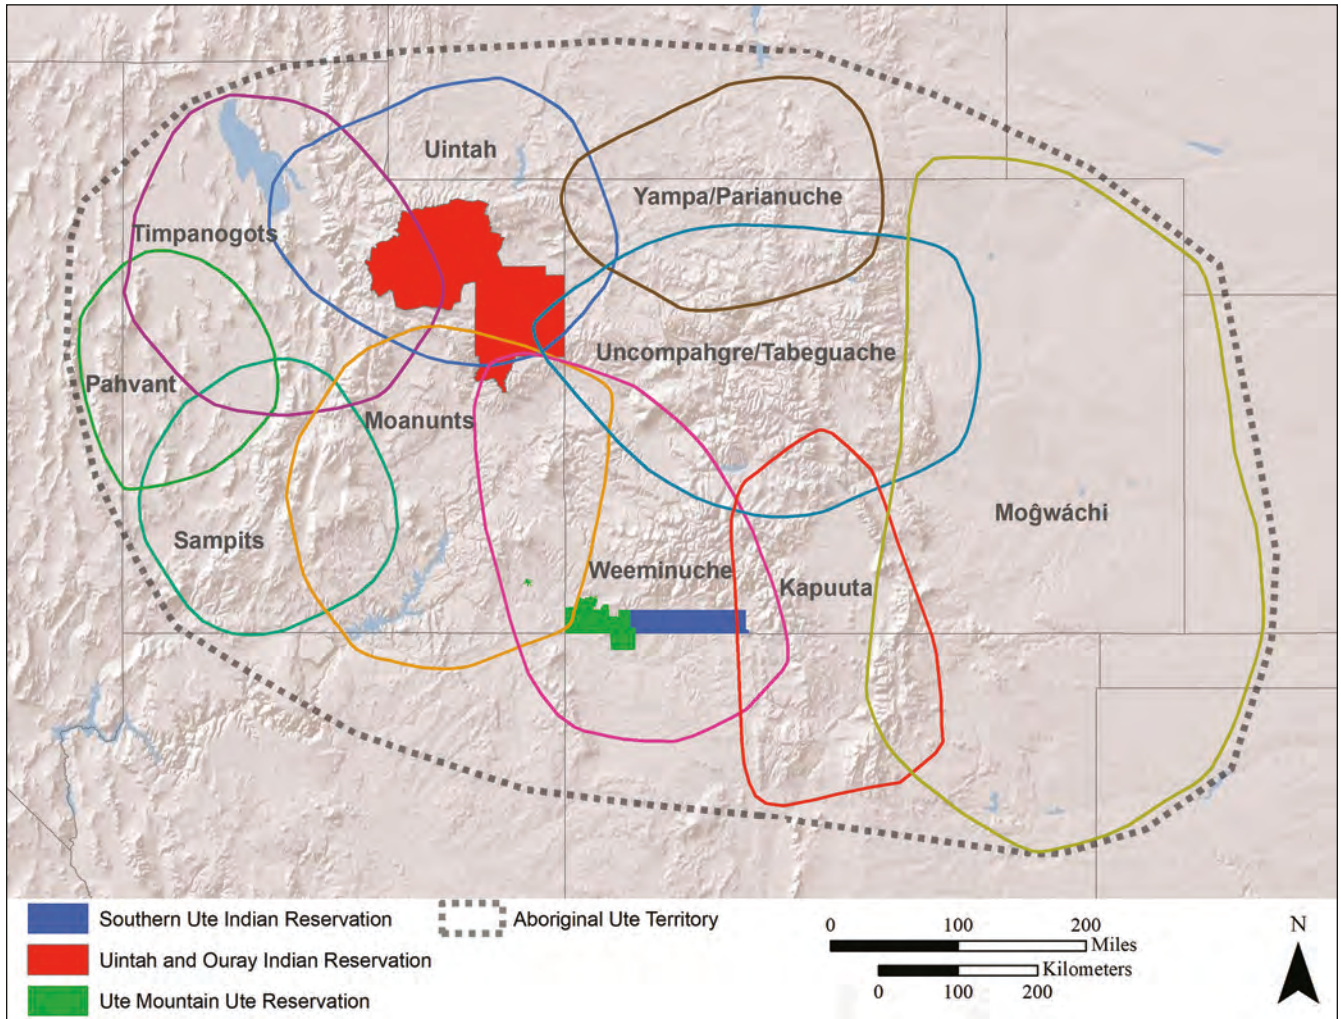 Uintah
Yampa/Parianuche
Timpanogots
Uncompahgre/Tabeguache
Pahvant
Moanunts
Moĝwáchi
Sampits
Weeminuche
Kapuuta
Southern Ute Indian Reservation
Aboriginal Ute Territory
Uintah and Ouray Indian Reservation
Ute Mountain Ute Reservation
0 100 200
Miles
Kilometers
0 100 200
N